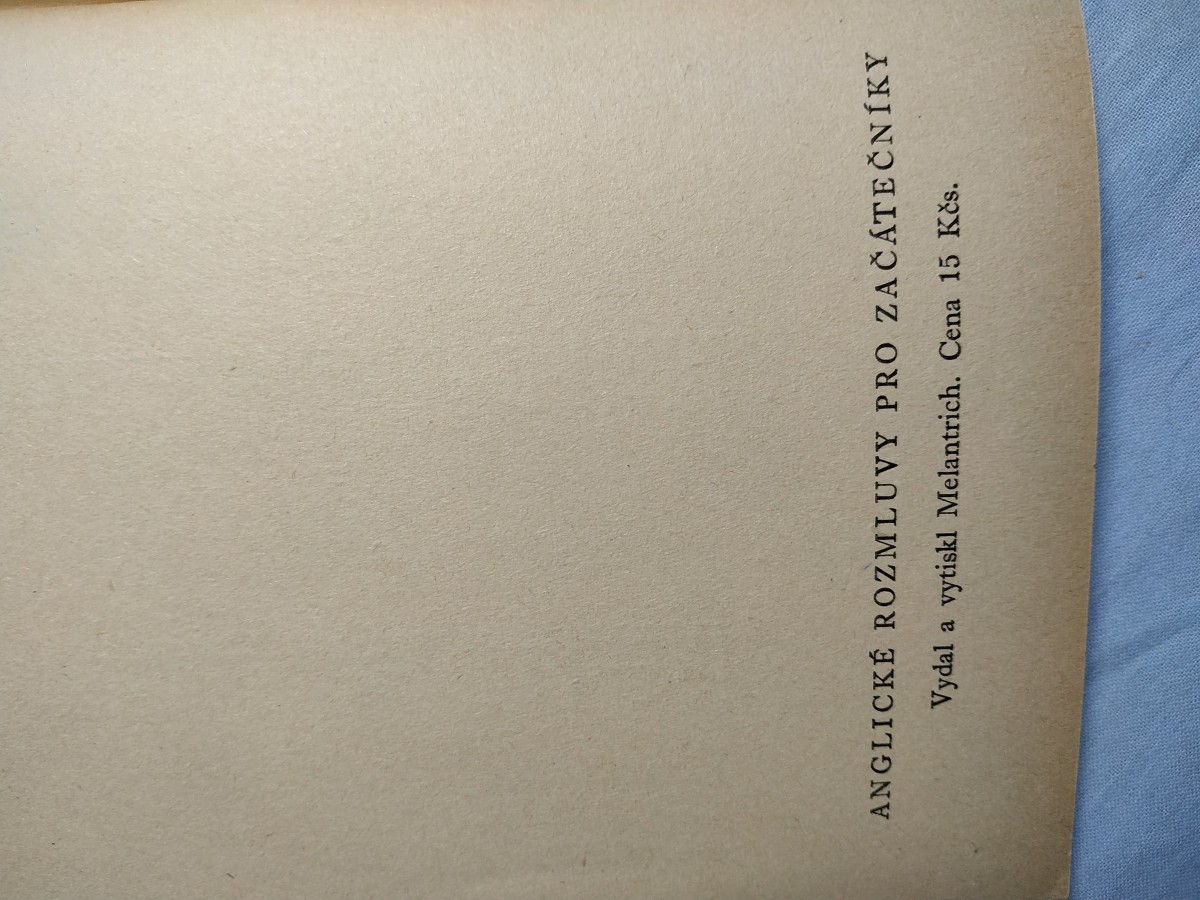 ANGLICKÉ ROZMLUVY PRO ZAČÁTEČNÍKY
Vydal a vytiskl Melantrich. Cena 15 Kčs.